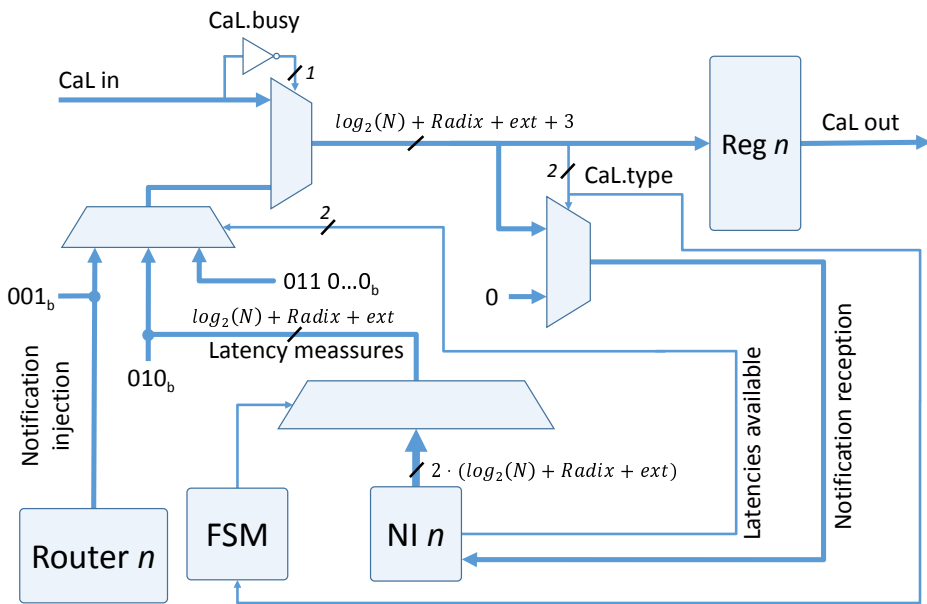 CaL.busy
1
CaL in
log₂(N) + Radix + ext + 3
CaL out
Reg n
2
CaL.type
2
001b
011 0...0b
0
log₂(N) + Radix + ext
Latency meassures
010b
Notification
injection
Latencies available
Notification reception
2 · (log₂(N) + Radix + ext)
Router n
FSM
NI n